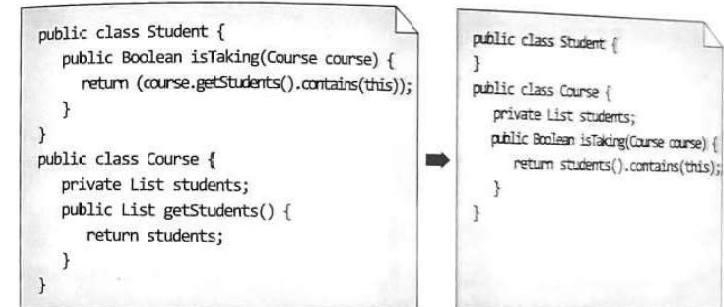 public class Student {
public Boolean isTaking(Course course) {
return (course.getStudents().contains(this));
}
}
public class Course {
private List students;
public List getStudents() {
return students;
}
}
public class Student {
}
public class Course {
private List students;
public Boolean isTaking(Course course) {
return students().contains(this);
}
}